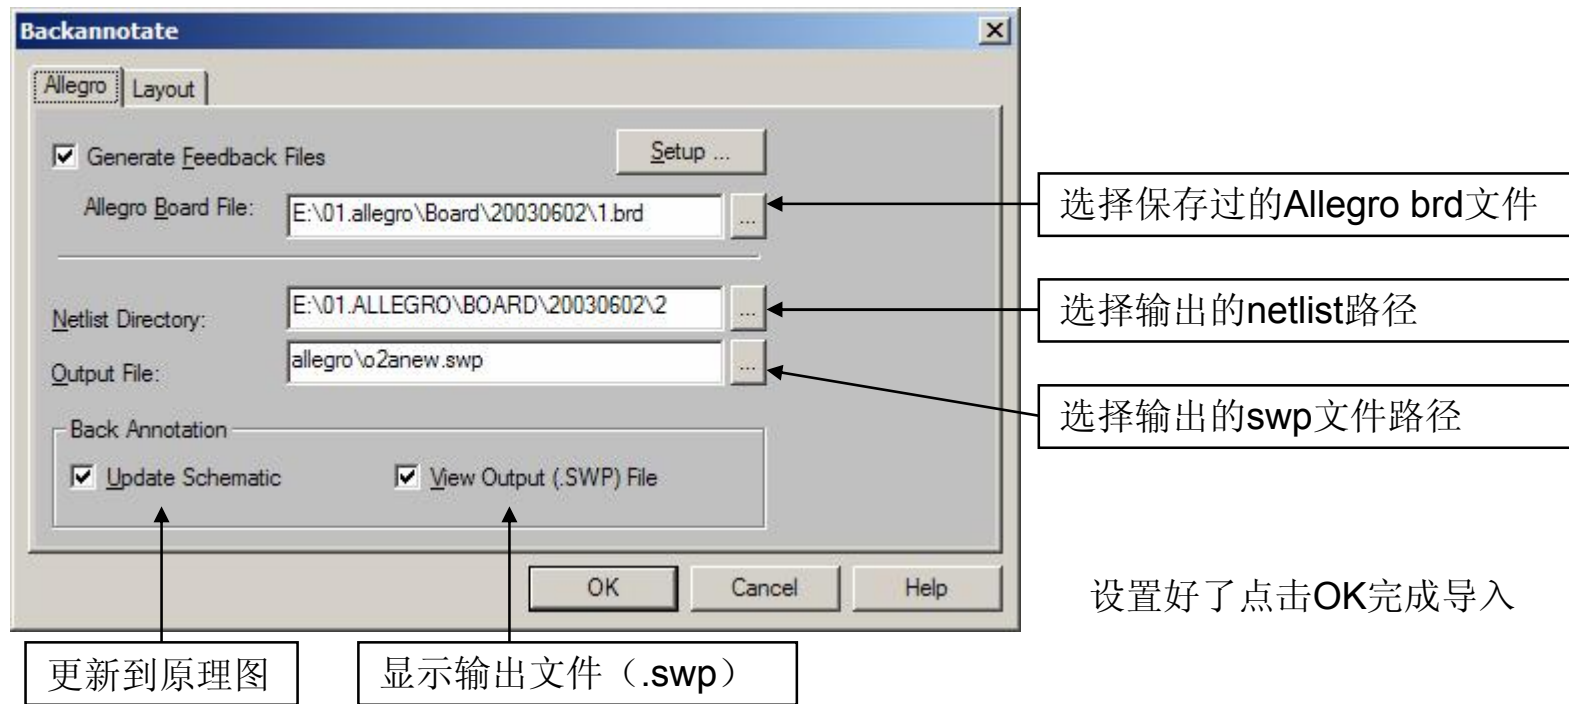 Backannotate
Allegro Layout
Generate Feedback Files
Setup ...
Allegro Board File:
E:\01.allegro\Board\20030602\1.brd
...
选择保存过的Allegro brd文件
Netlist Directory:
E:\01.ALLEGRO\BOARD\20030602\2
...
选择输出的netlist路径
Output File:
allegro\o2anew.swp
...
选择输出的swp文件路径
Back Annotation
Update Schematic
View Output (.SWP) File
OK
Cancel
Help
设置好了点击OK完成导入
更新到原理图
显示输出文件（.swp）